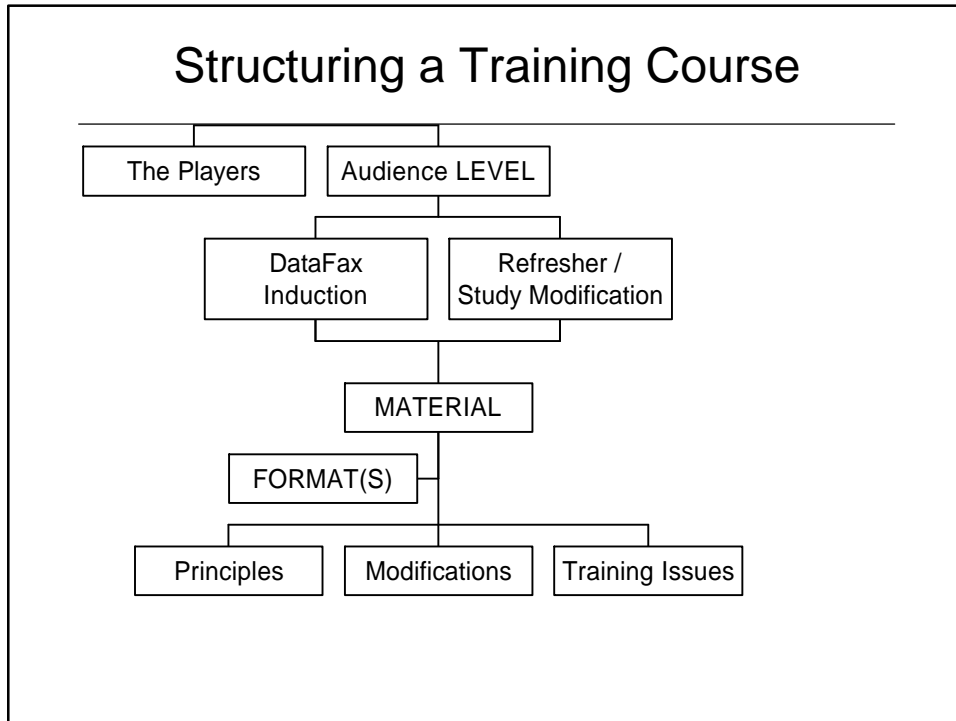 Structuring a Training Course
The Players
Audience LEVEL
DataFax
Induction
Refresher /
Study Modification
MATERIAL
FORMAT(S)
Principles
Modifications
Training Issues